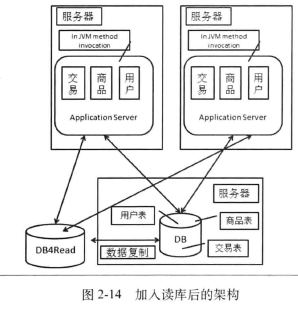 服务器
服务器
In JVM method
invocation
In JVM method
invocation
交易
商品
用户
交易
商品
用户
Application Server
Application Server
服务器
用户表
商品表
DB
交易表
DB4Read
数据复制
图 2-14 加入读库后的架构